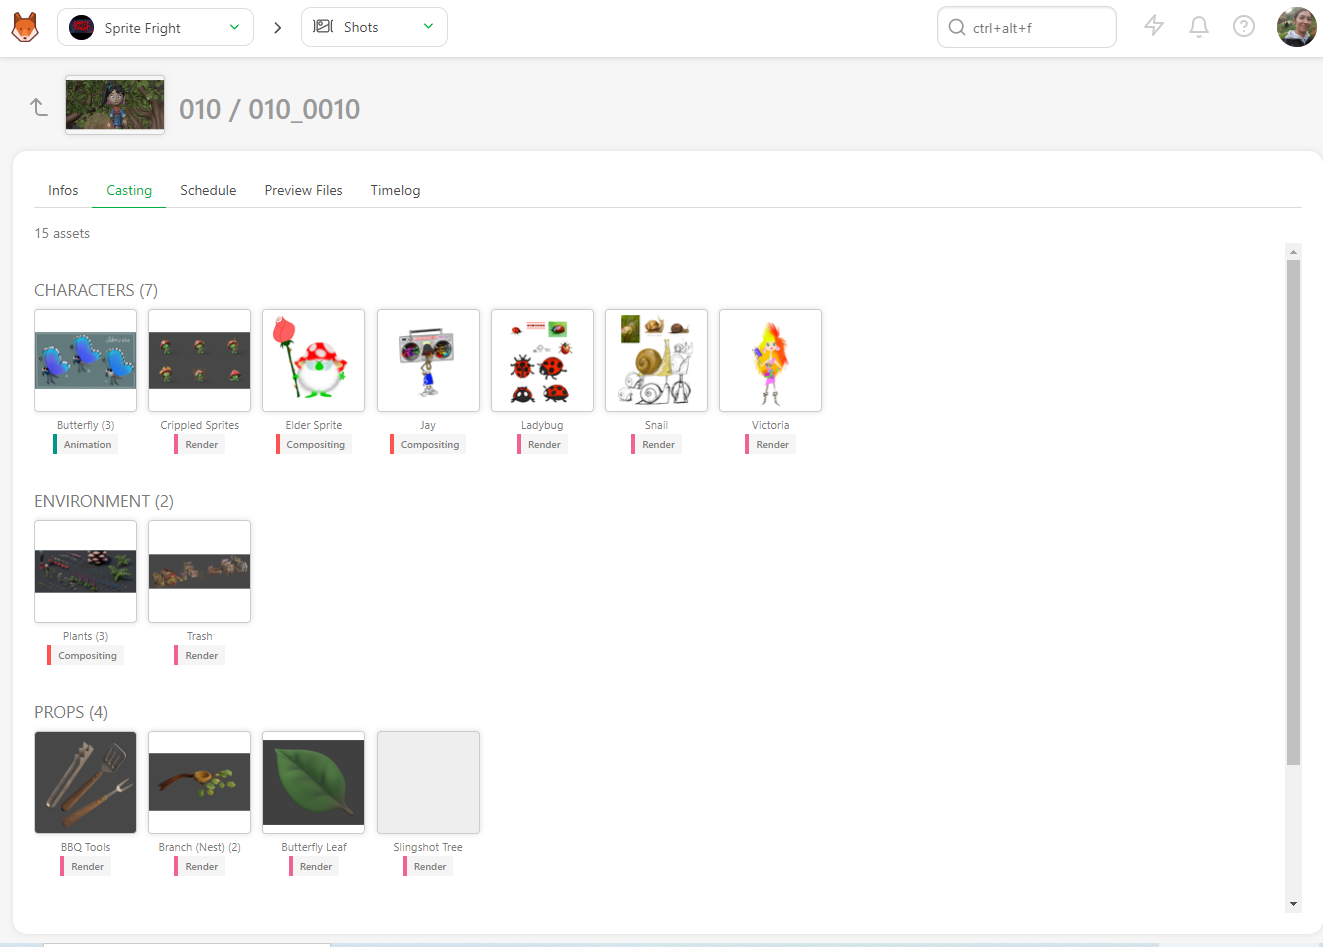 Sprite Fright
Shots
ctrl+alt+f
010 / 010_0010
Infos
Casting
Schedule
Preview Files
Timelog
15 assets
CHARACTERS (7)
Butterfly (3)
Crippled Sprites
Elder Sprite
Jay
Ladybug
Snail
Victoria
Animation
Render
Compositing
Compositing
Render
Render
Render
ENVIRONMENT (2)
Plants (3)
Trash
Compositing
Render
PROPS (4)
BBQ Tools
Branch (Nest) (2)
Butterfly Leaf
Slingshot Tree
Render
Render
Render
Render